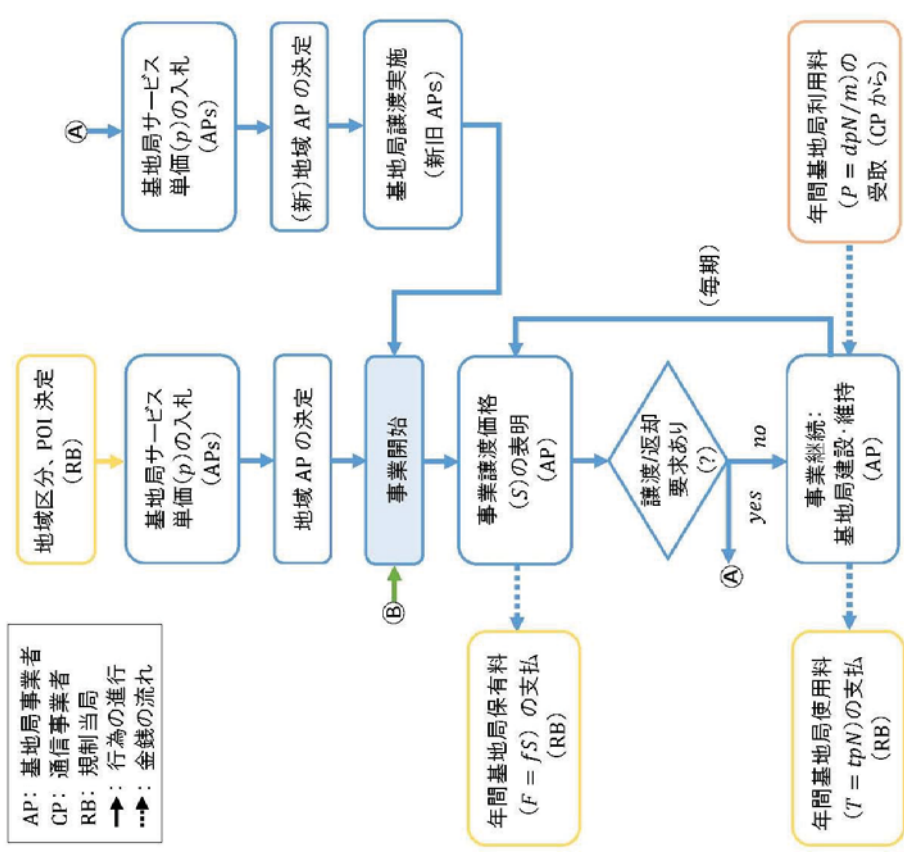 AP: 基地局事業者
CP: 通信事業者
RB: 規制当局
: 行為の進行
: 金銭の流れ
地域区分、POI 決定
(RB)
基地局サービス
単価(p)の入札
(APs)
地域 AP の決定
Ⓑ
事業開始
事業譲渡価格
(S)の表明
(AP)
年間基地局保有料
(F = fS) の支払
(RB)
譲渡/返却
要求あり
(?)
yes
no
Ⓐ
事業継続:
基地局建設・維持
(AP)
年間基地局使用料
(T = tpN)の支払
(RB)
(毎期)
年間基地局利用料
(P = dpN/m)の
受取 (CP から)
Ⓐ
基地局サービス
単価(p)の入札
(APs)
(新)地域 AP の決定
基地局譲渡実施
(新旧 APs)